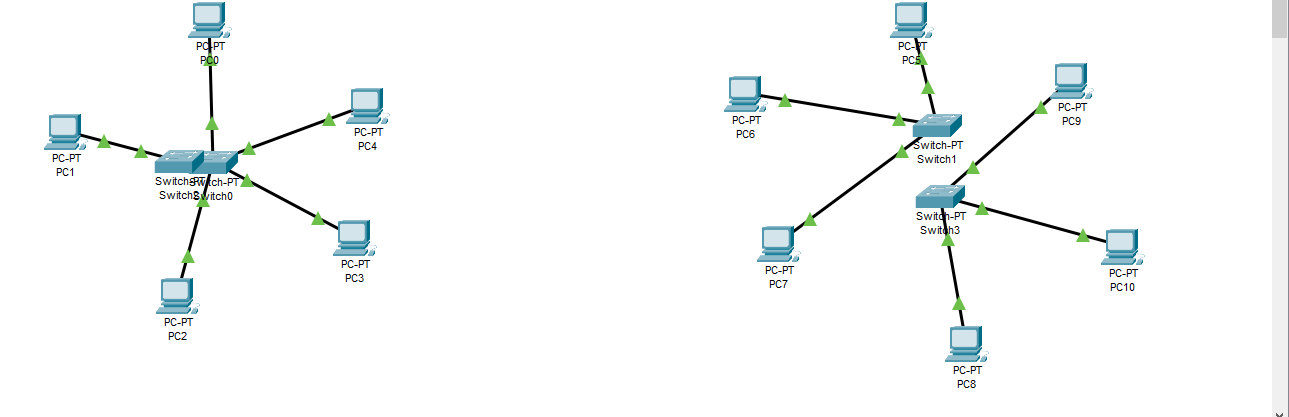 PC-PT
PC0
PC-PT
PC1
PC-PT
PC4
Switch-PT
Switch2
Switch-PT
Switch0
PC-PT
PC3
PC-PT
PC2
PC-PT
PC5
PC-PT
PC6
PC-PT
PC9
Switch-PT
Switch1
Switch-PT
Switch3
PC-PT
PC7
PC-PT
PC10
PC-PT
PC8